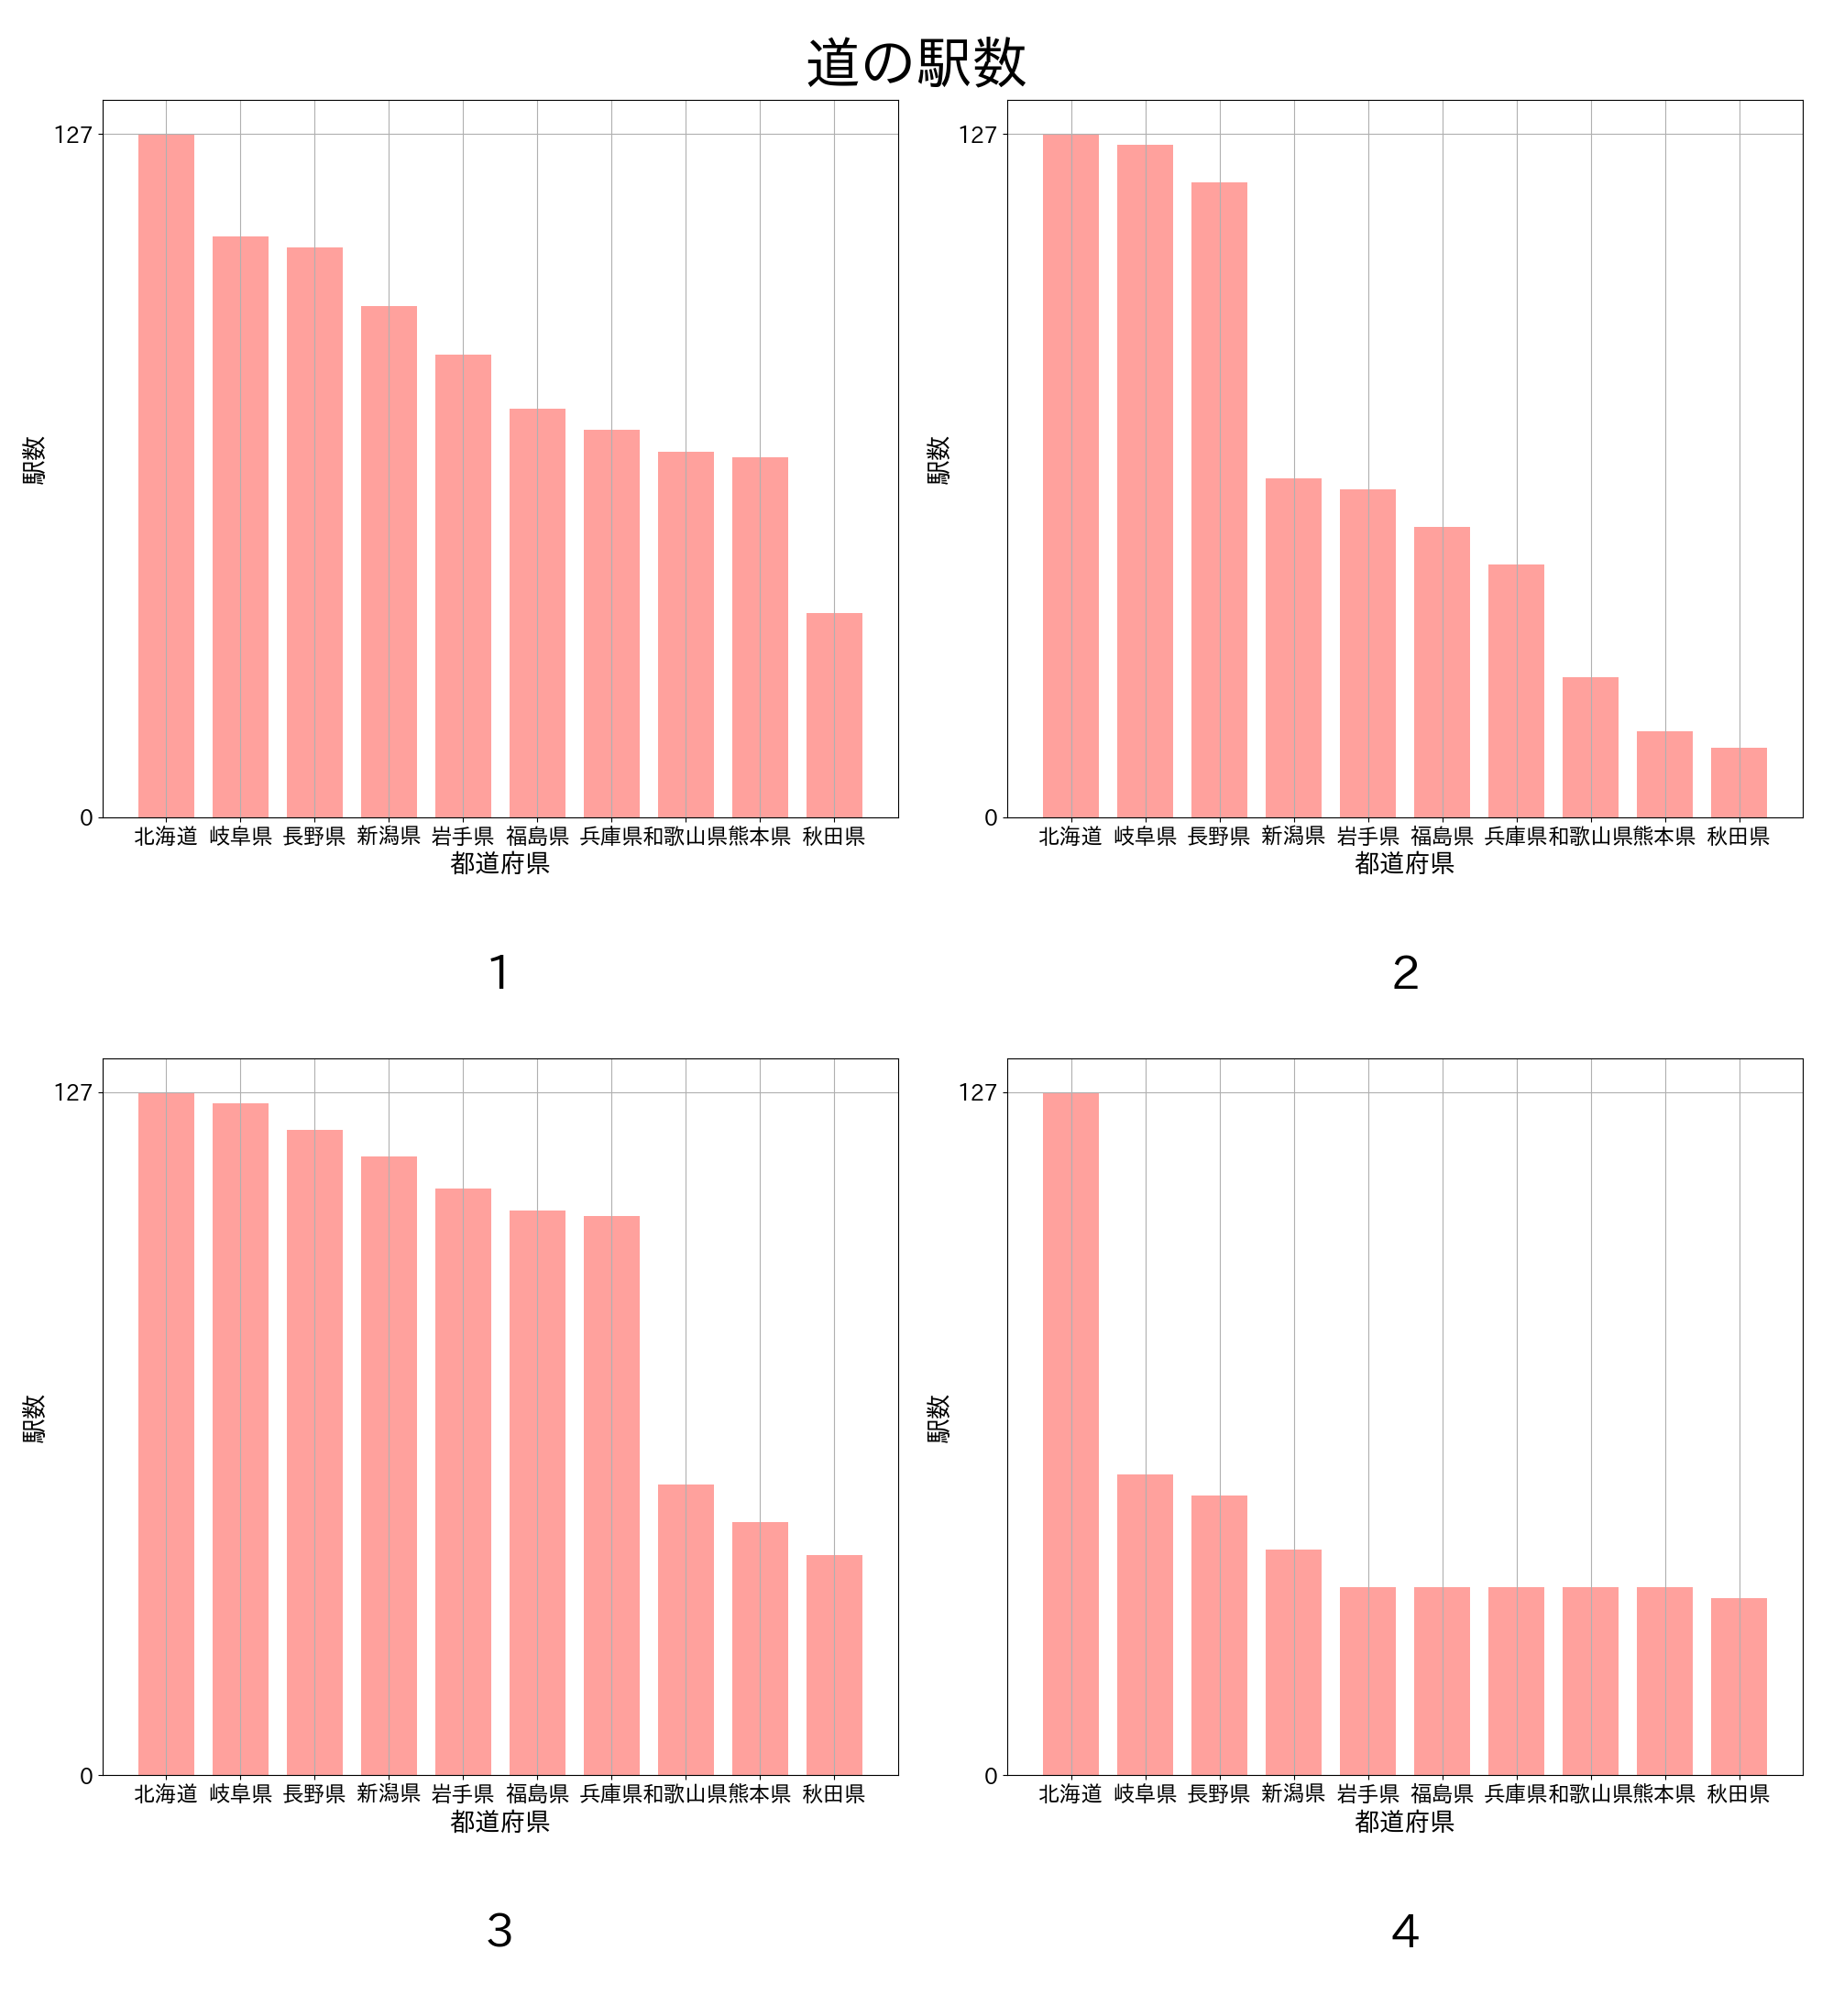 道の駅数
127
0
駅数
北海道 岐阜県 長野県 新潟県 岩手県 福島県 兵庫県 和歌山県 熊本県 秋田県
都道府県
1
127
0
駅数
北海道 岐阜県 長野県 新潟県 岩手県 福島県 兵庫県 和歌山県 熊本県 秋田県
都道府県
2
127
0
駅数
北海道 岐阜県 長野県 新潟県 岩手県 福島県 兵庫県 和歌山県 熊本県 秋田県
都道府県
3
127
0
駅数
北海道 岐阜県 長野県 新潟県 岩手県 福島県 兵庫県 和歌山県 熊本県 秋田県
都道府県
4